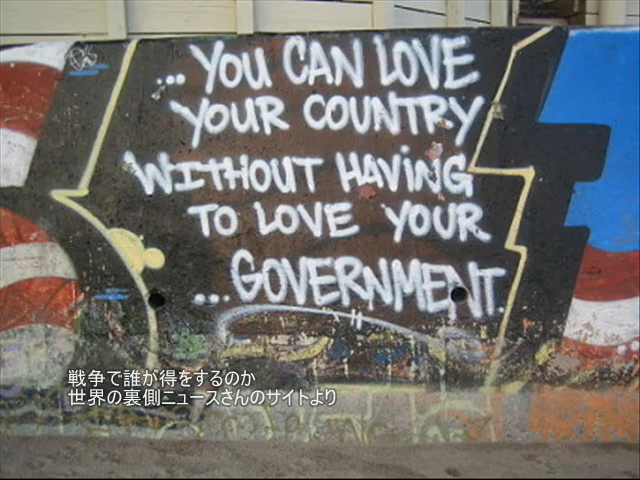 ... YOU CAN LOVE
YOUR COUNTRY
WITHOUT HAVING
TO LOVE YOUR
... GOVERNMENT.
戦争で誰が得をするのか
世界の裏側ニュースさんのサイトより